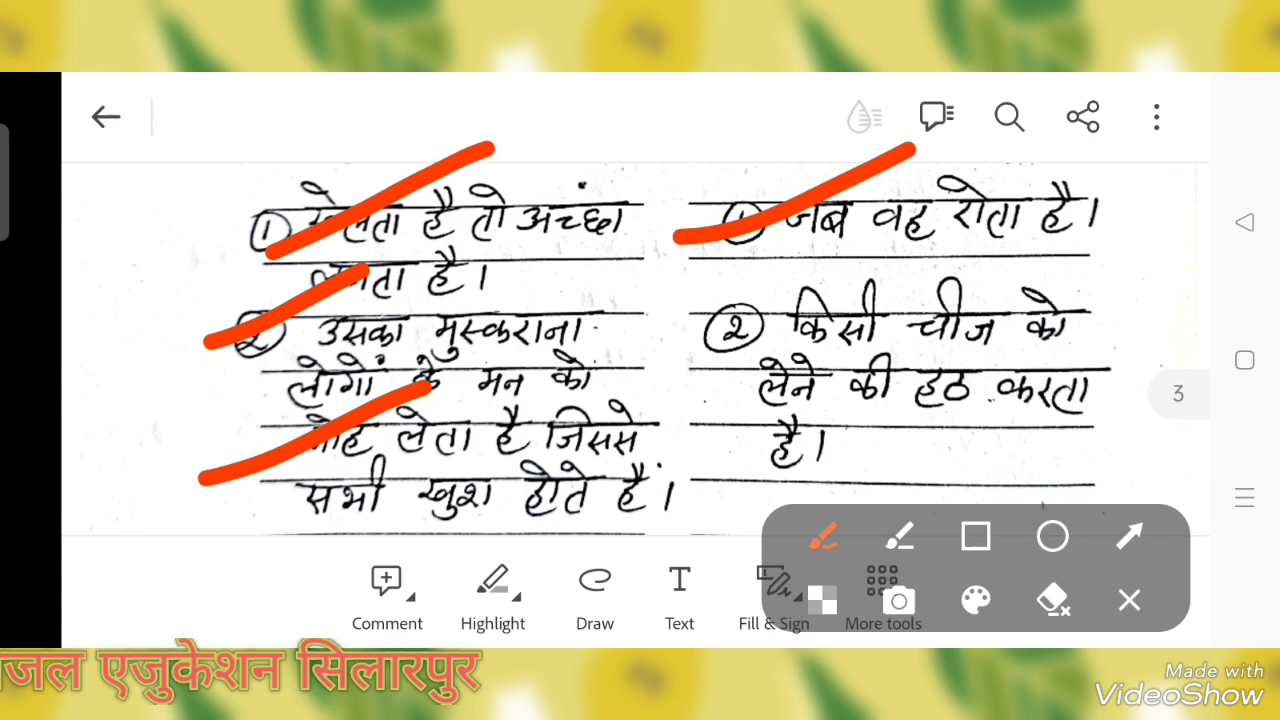 ① खेलता है तो अच्छा
लगता है।
② उसका मुस्कराना
लोगों के मन को
मोह लेता है जिससे
सभी खुश होते हैं।
① जब वह रोता है।
② किसी चीज को
लेने की हठ करता
है।
3
Comment
Highlight
Draw
Text
Fill & Sign
More tools
जल एजुकेशन सिलारपुर
Made with
VideoShow